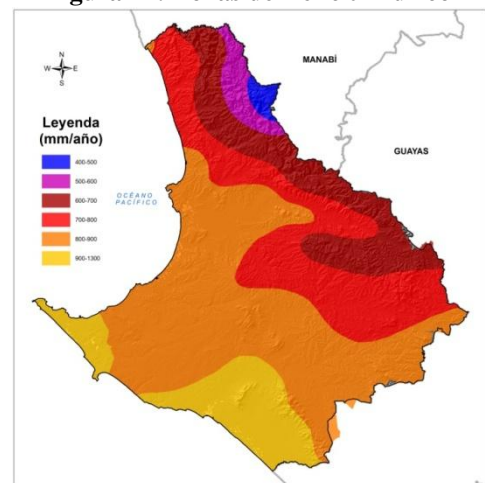 N
W E
S
MANABÍ
GUAYAS
Leyenda
(mm/año)
400-500
500-600
600-700
700-800
800-900
900-1300
OCÉANO
PACÍFICO